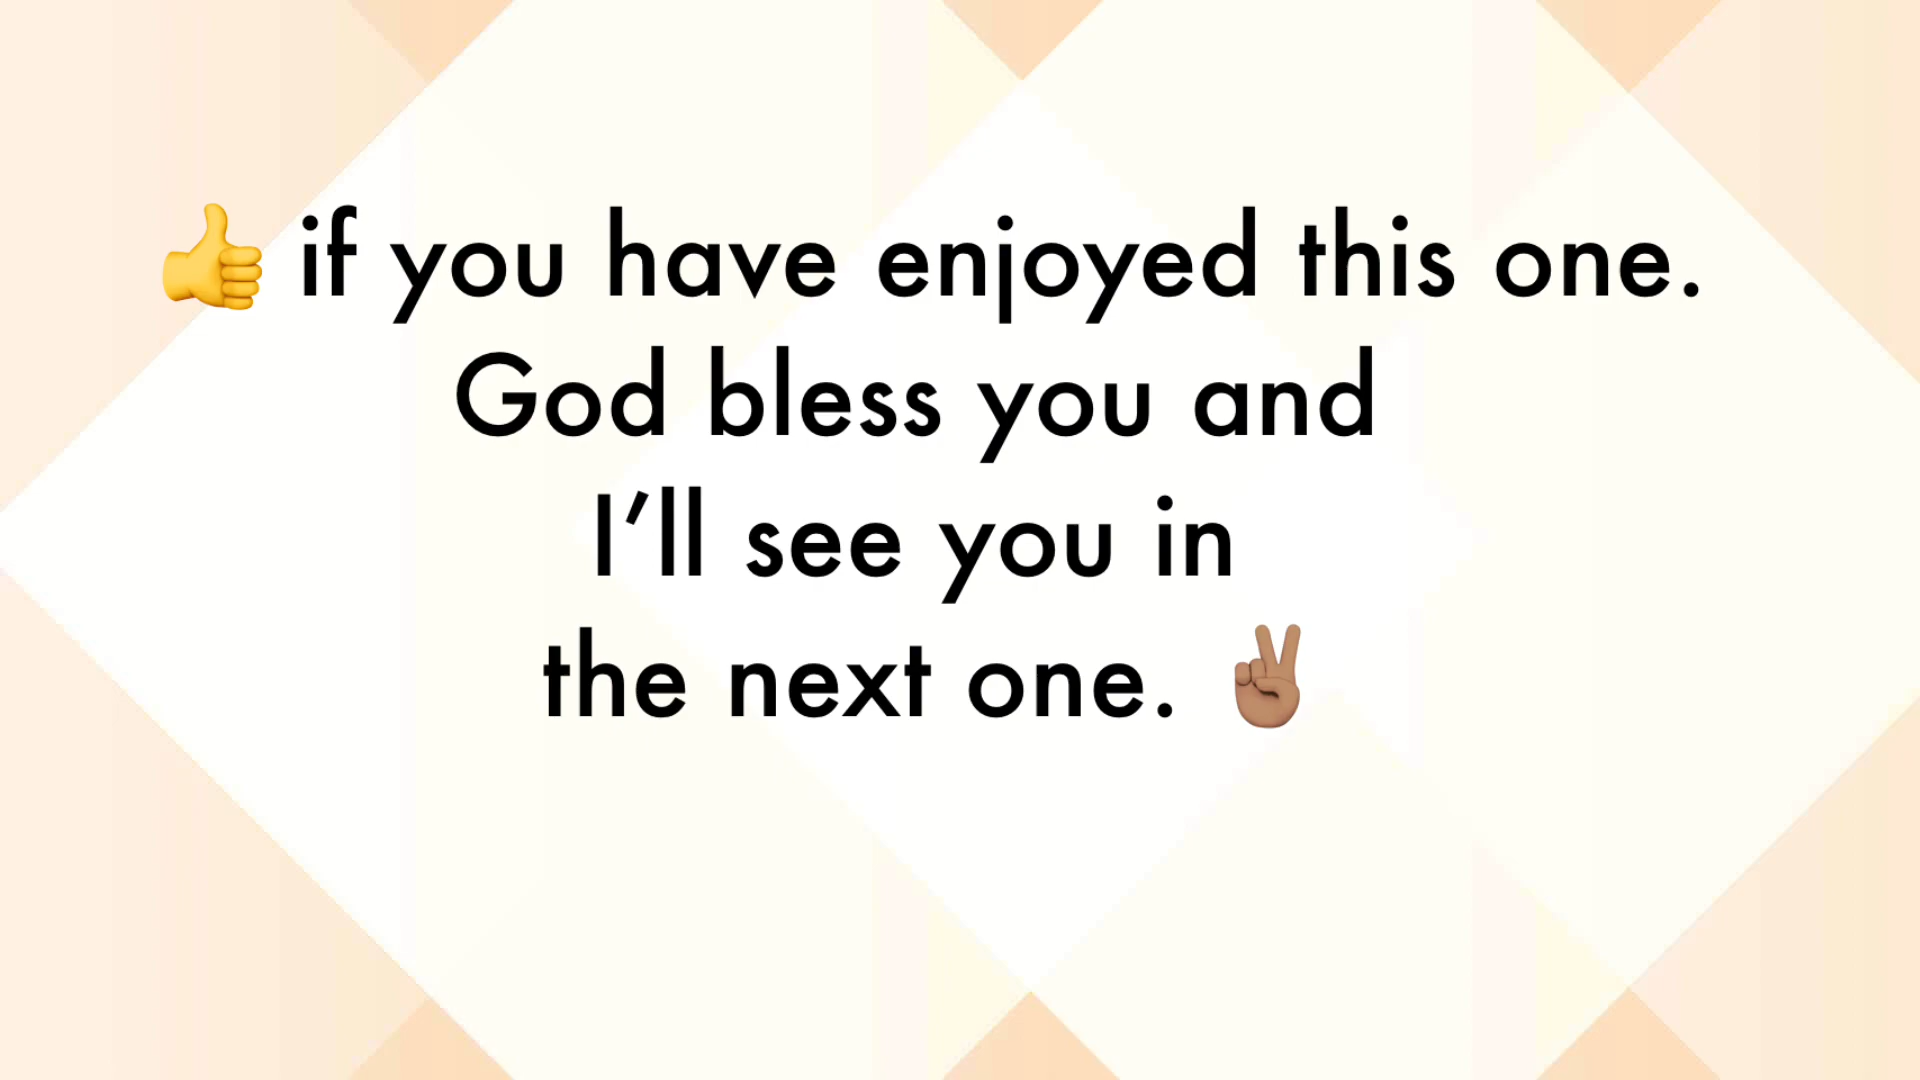 👍 if you have enjoyed this one.
God bless you and
I’ll see you in
the next one. ✌🏽